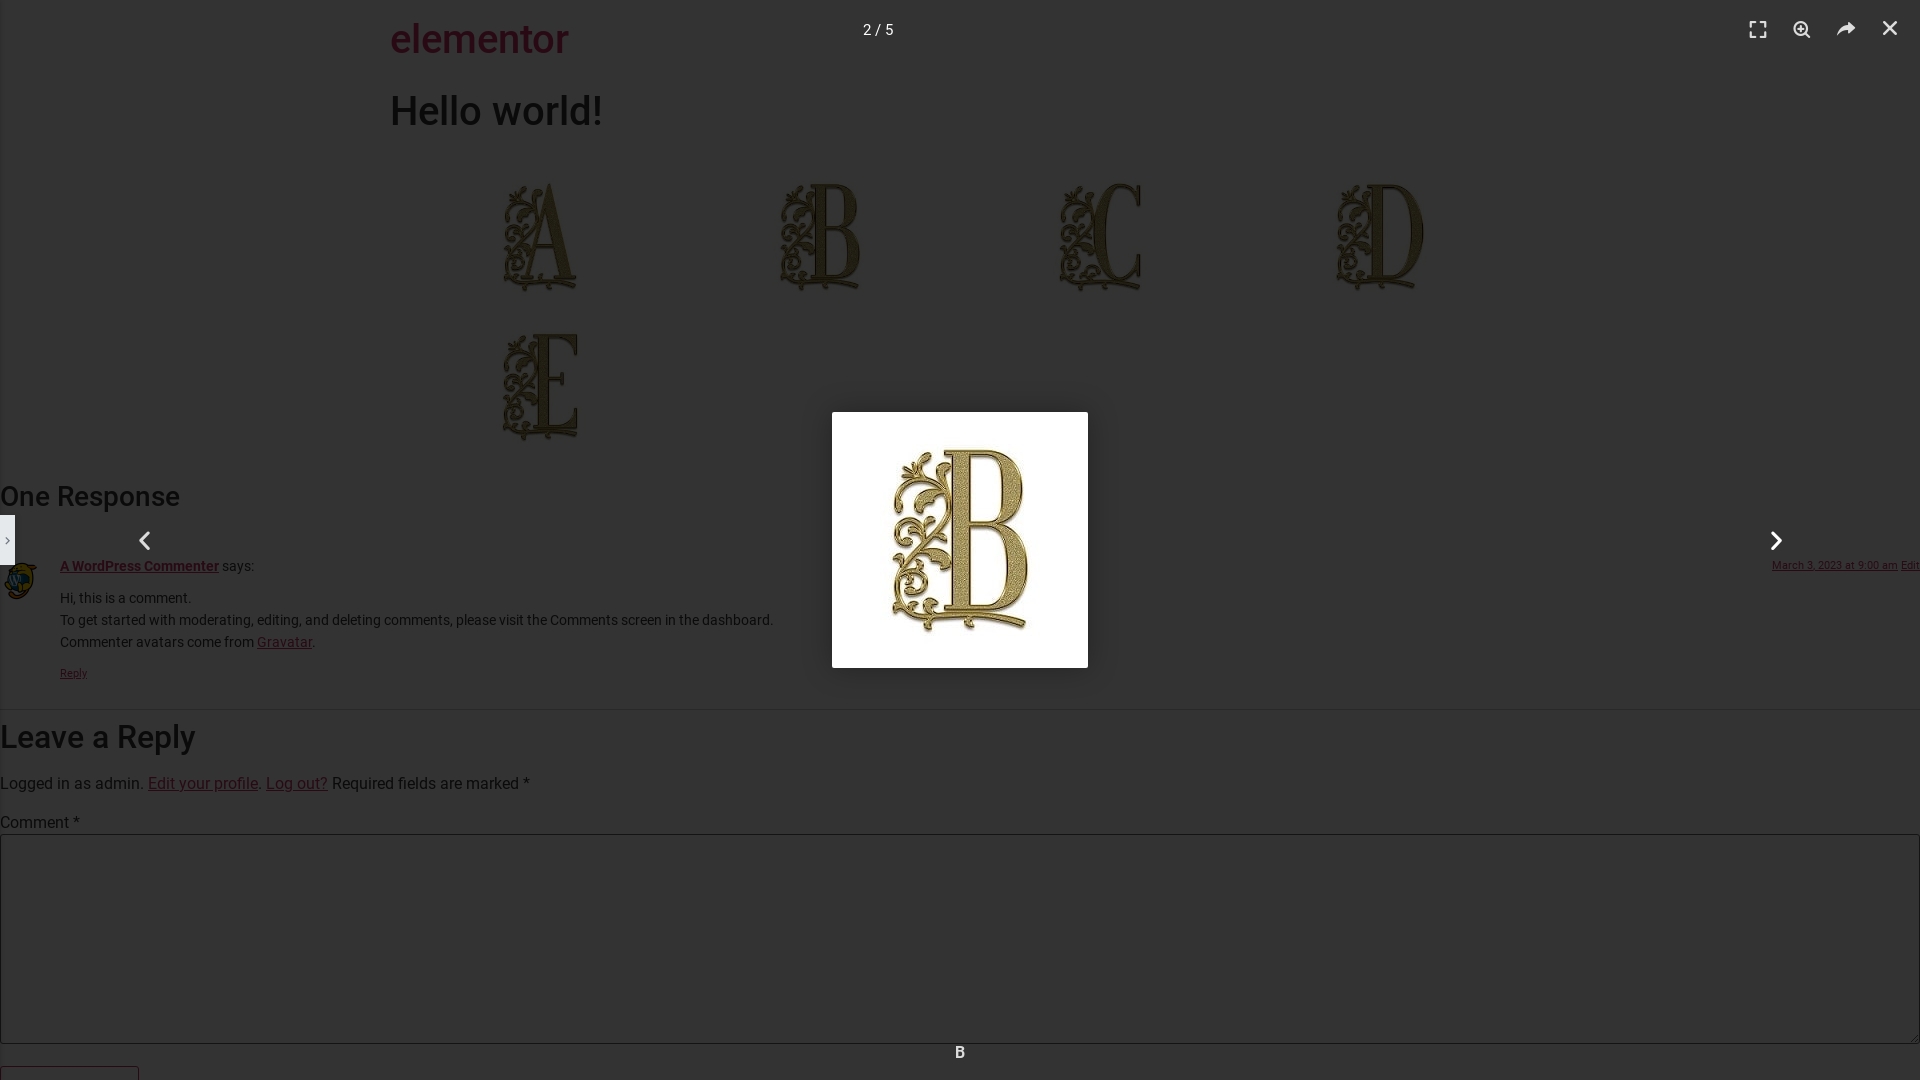 elementor
2 / 5
Hello world!
A B C D
E
B
One Response
A WordPress Commenter says:
March 3, 2023 at 9:00 am Edit
Hi, this is a comment.
To get started with moderating, editing, and deleting comments, please visit the Comments screen in the dashboard.
Commenter avatars come from Gravatar.
Reply
Leave a Reply
Logged in as admin. Edit your profile. Log out? Required fields are marked *
Comment *
B